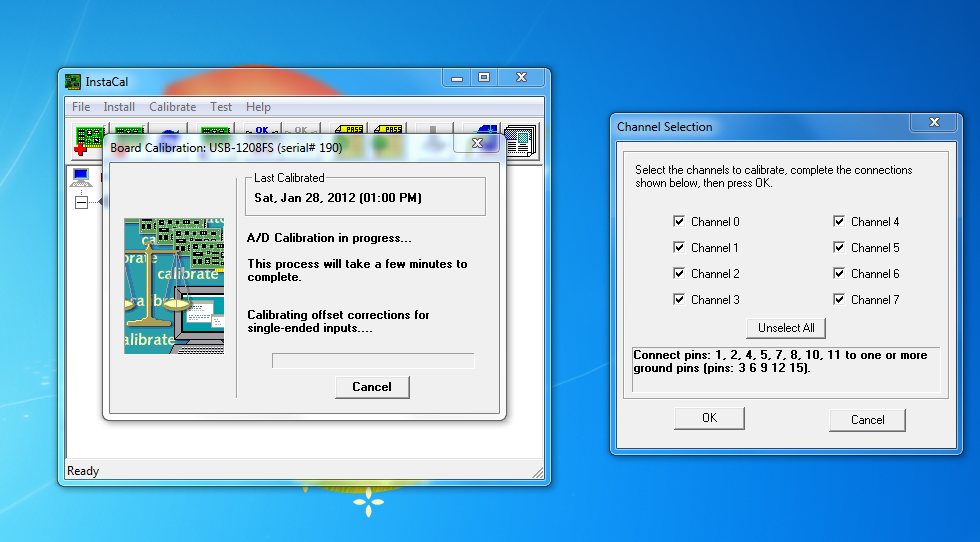 InstaCal
File Install Calibrate Test Help
OK OK PASS PASS
Board Calibration: USB-1208FS (serial# 190)
Last Calibrated
Sat, Jan 28, 2012 (01:00 PM)
A/D Calibration in progress...
This process will take a few minutes to
complete.
Calibrating offset corrections for
single-ended inputs....
calibrate
alibrate
Cancel
Ready
Channel Selection
Select the channels to calibrate, complete the connections
shown below, then press OK.
Channel 0
Channel 4
Channel 1
Channel 5
Channel 2
Channel 6
Channel 3
Channel 7
Unselect All
Connect pins: 1, 2, 4, 5, 7, 8, 10, 11 to one or more
ground pins (pins: 3 6 9 12 15).
OK
Cancel